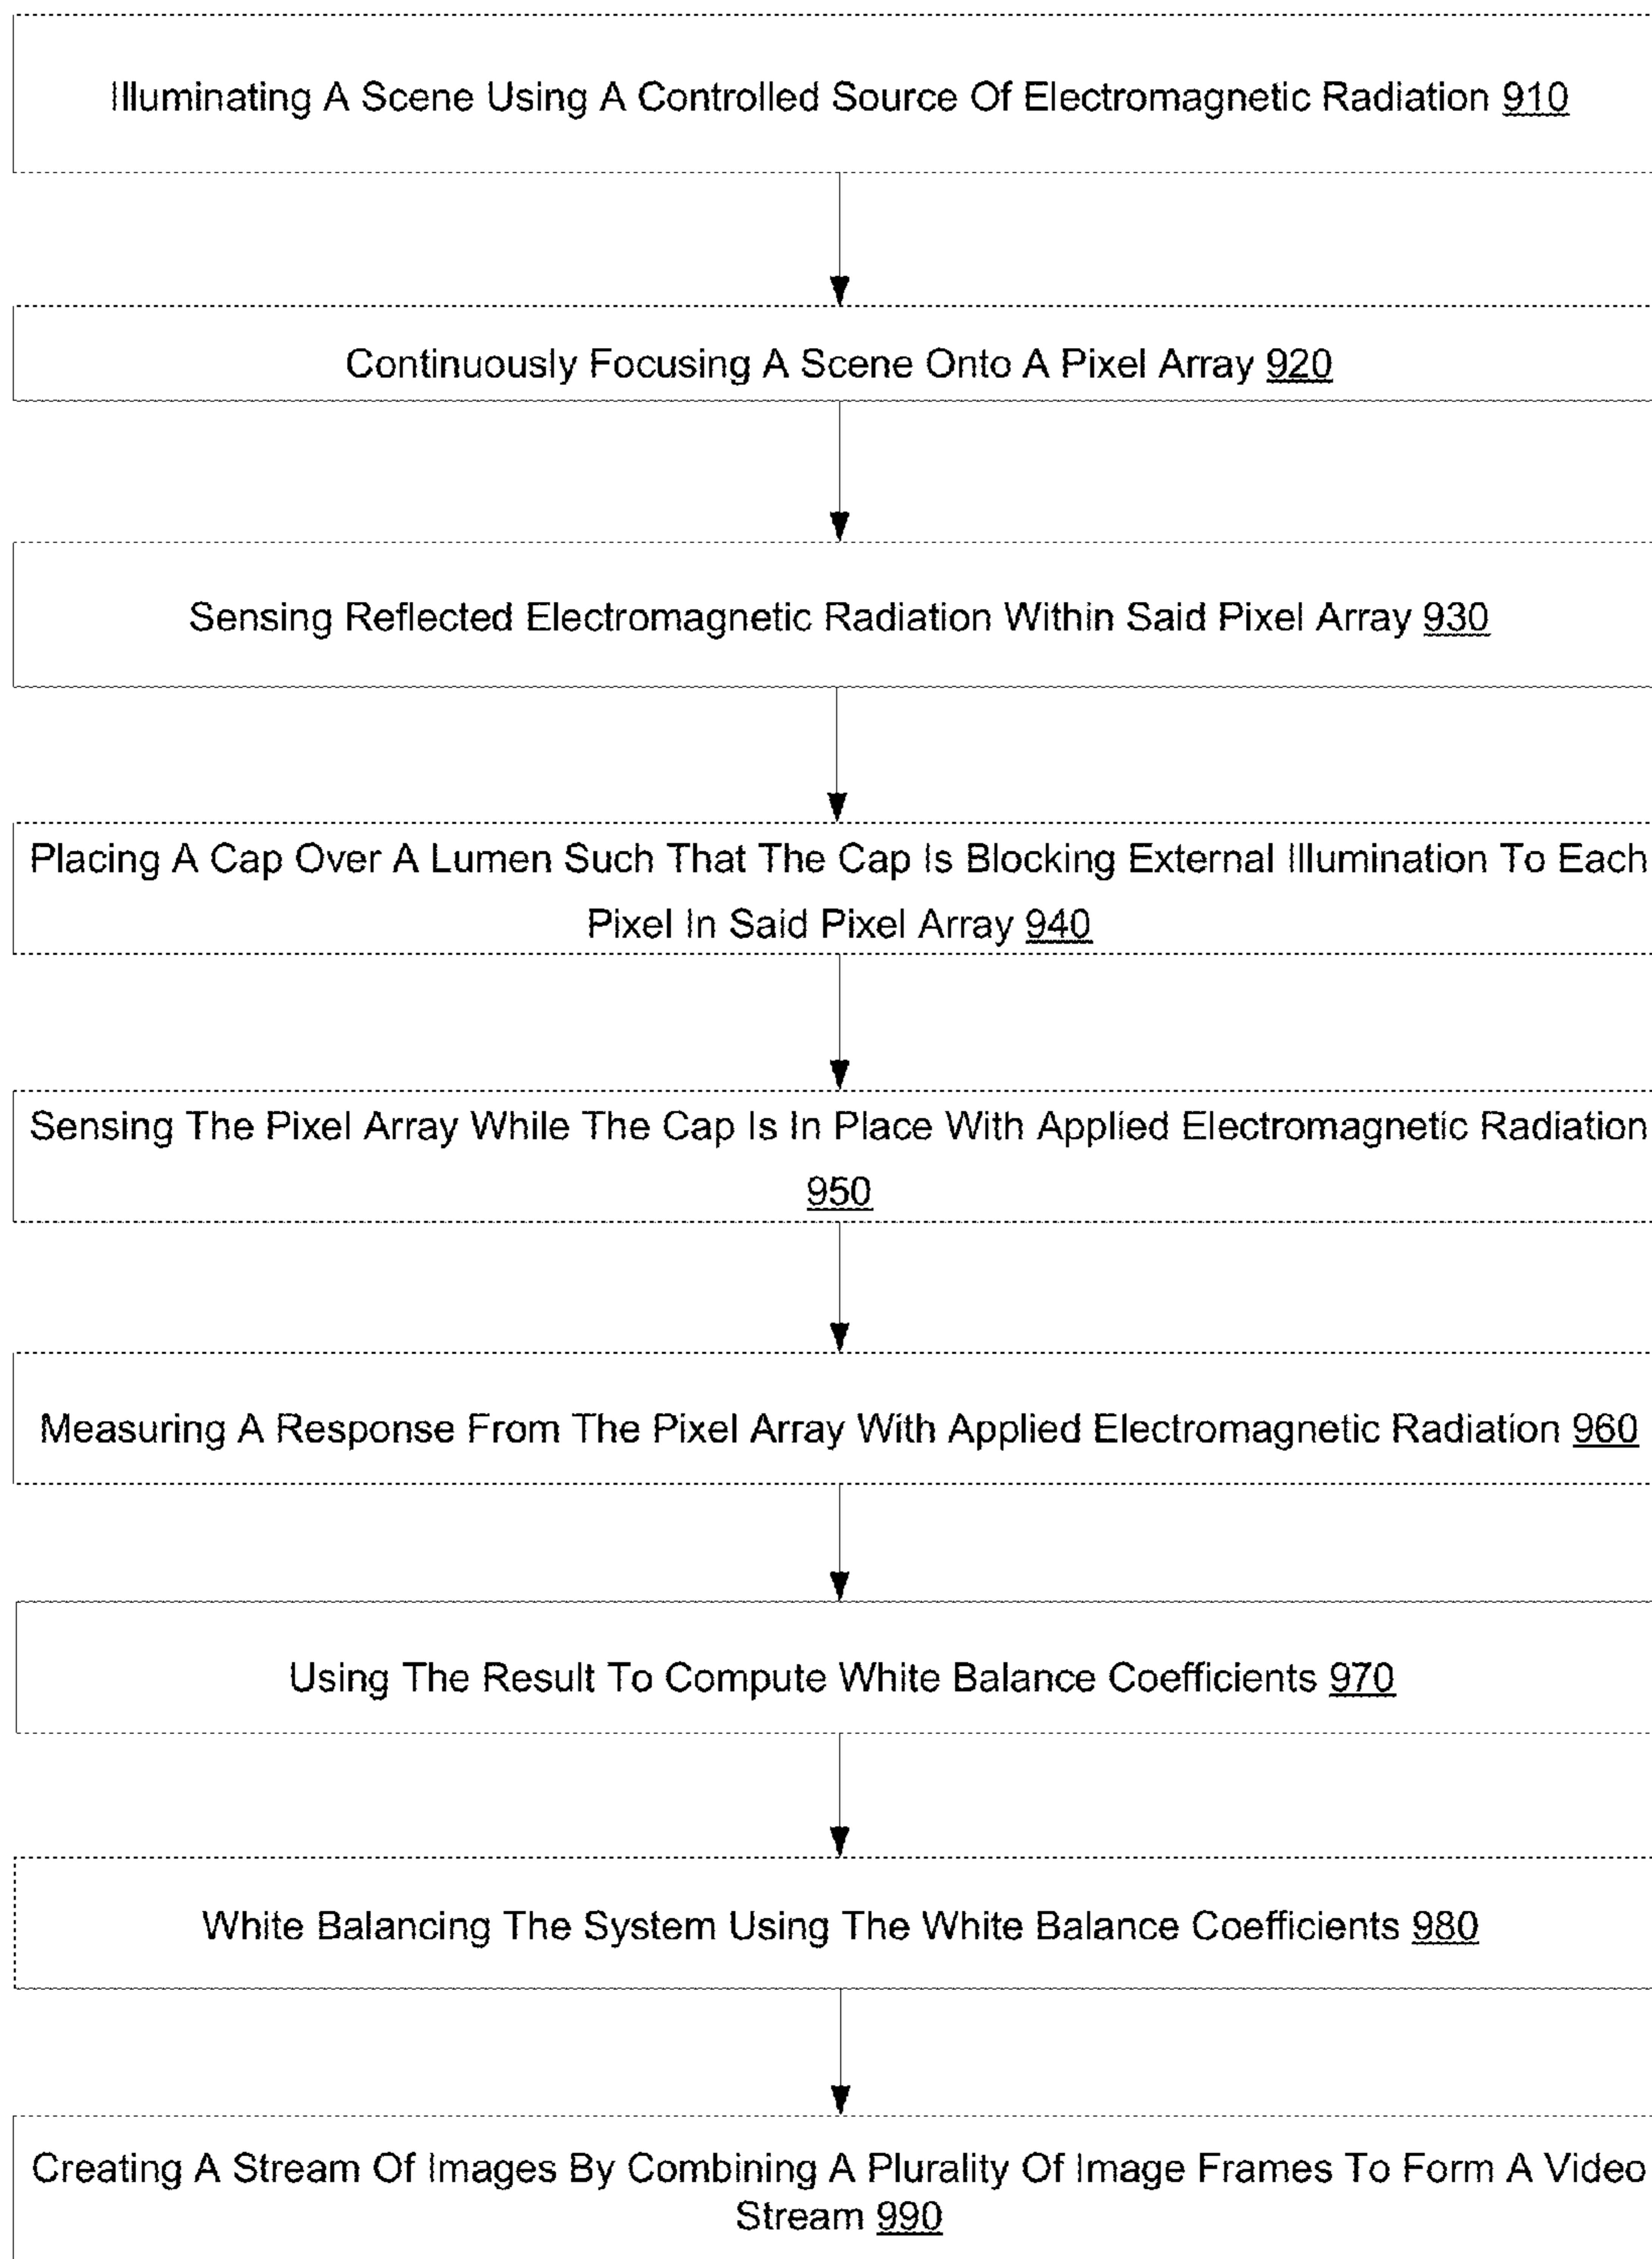 Illuminating A Scene Using A Controlled Source Of Electromagnetic Radiation 910
Continuously Focusing A Scene Onto A Pixel Array 920
Sensing Reflected Electromagnetic Radiation Within Said Pixel Array 930
Placing A Cap Over A Lumen Such That The Cap Is Blocking External Illumination To Each
Pixel In Said Pixel Array 940
Sensing The Pixel Array While The Cap Is In Place With Applied Electromagnetic Radiation
950
Measuring A Response From The Pixel Array With Applied Electromagnetic Radiation 960
Using The Result To Compute White Balance Coefficients 970
White Balancing The System Using The White Balance Coefficients 980
Creating A Stream Of Images By Combining A Plurality Of Image Frames To Form A Video
Stream 990